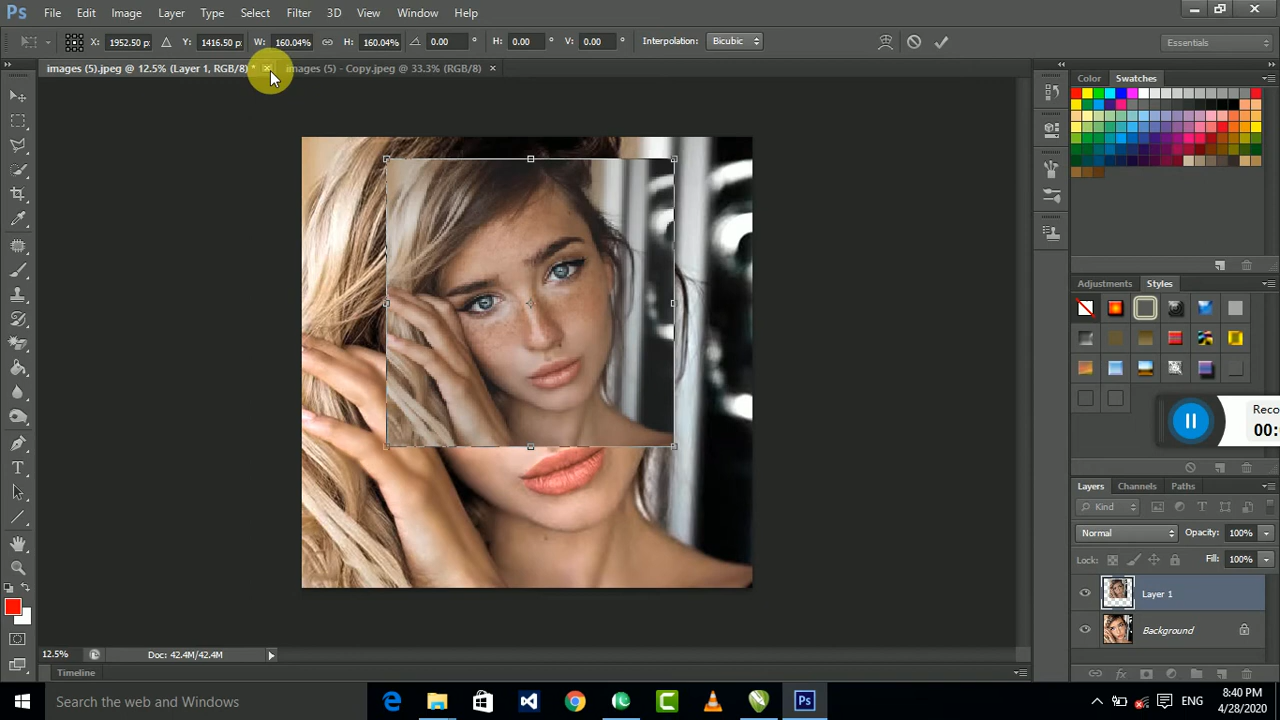 Ps File Edit Image Layer Type Select Filter 3D View Window Help
X: 1952.50 p: Y: 1416.50 p: W: 160.04% H: 160.04% 0.00 ° H: 0.00 ° V: 0.00 ° Interpolation: Bicubic Essentials
images (5).jpeg @ 12.5% (Layer 1, RGB/8) * images (5) - Copy.jpeg @ 33.3% (RGB/8)
Color Swatches
Adjustments Styles
Reco
00:
Layers Channels Paths
Kind
Normal Opacity: 100%
Lock: Fill: 100%
Layer 1
Background
12.5% Doc: 42.4M/42.4M
Timeline
Search the web and Windows
ENG
8:40 PM
4/28/2020